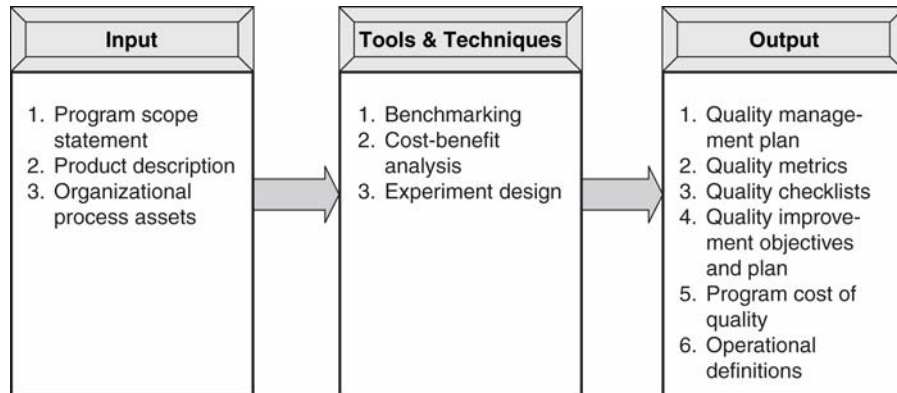 Input
1. Program scope
statement
2. Product description
3. Organizational
process assets
Tools & Techniques
1. Benchmarking
2. Cost-benefit
analysis
3. Experiment design
Output
1. Quality manage-
ment plan
2. Quality metrics
3. Quality checklists
4. Quality improve-
ment objectives
and plan
5. Program cost of
quality
6. Operational
definitions